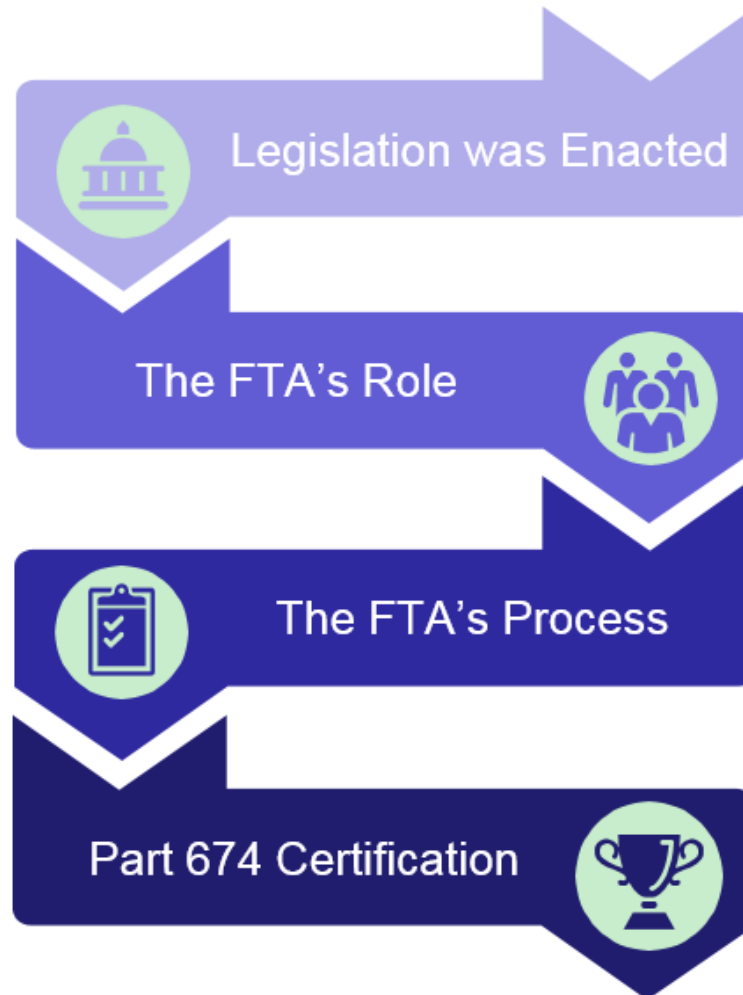 Legislation was Enacted
The FTA's Role
The FTA's Process
Part 674 Certification